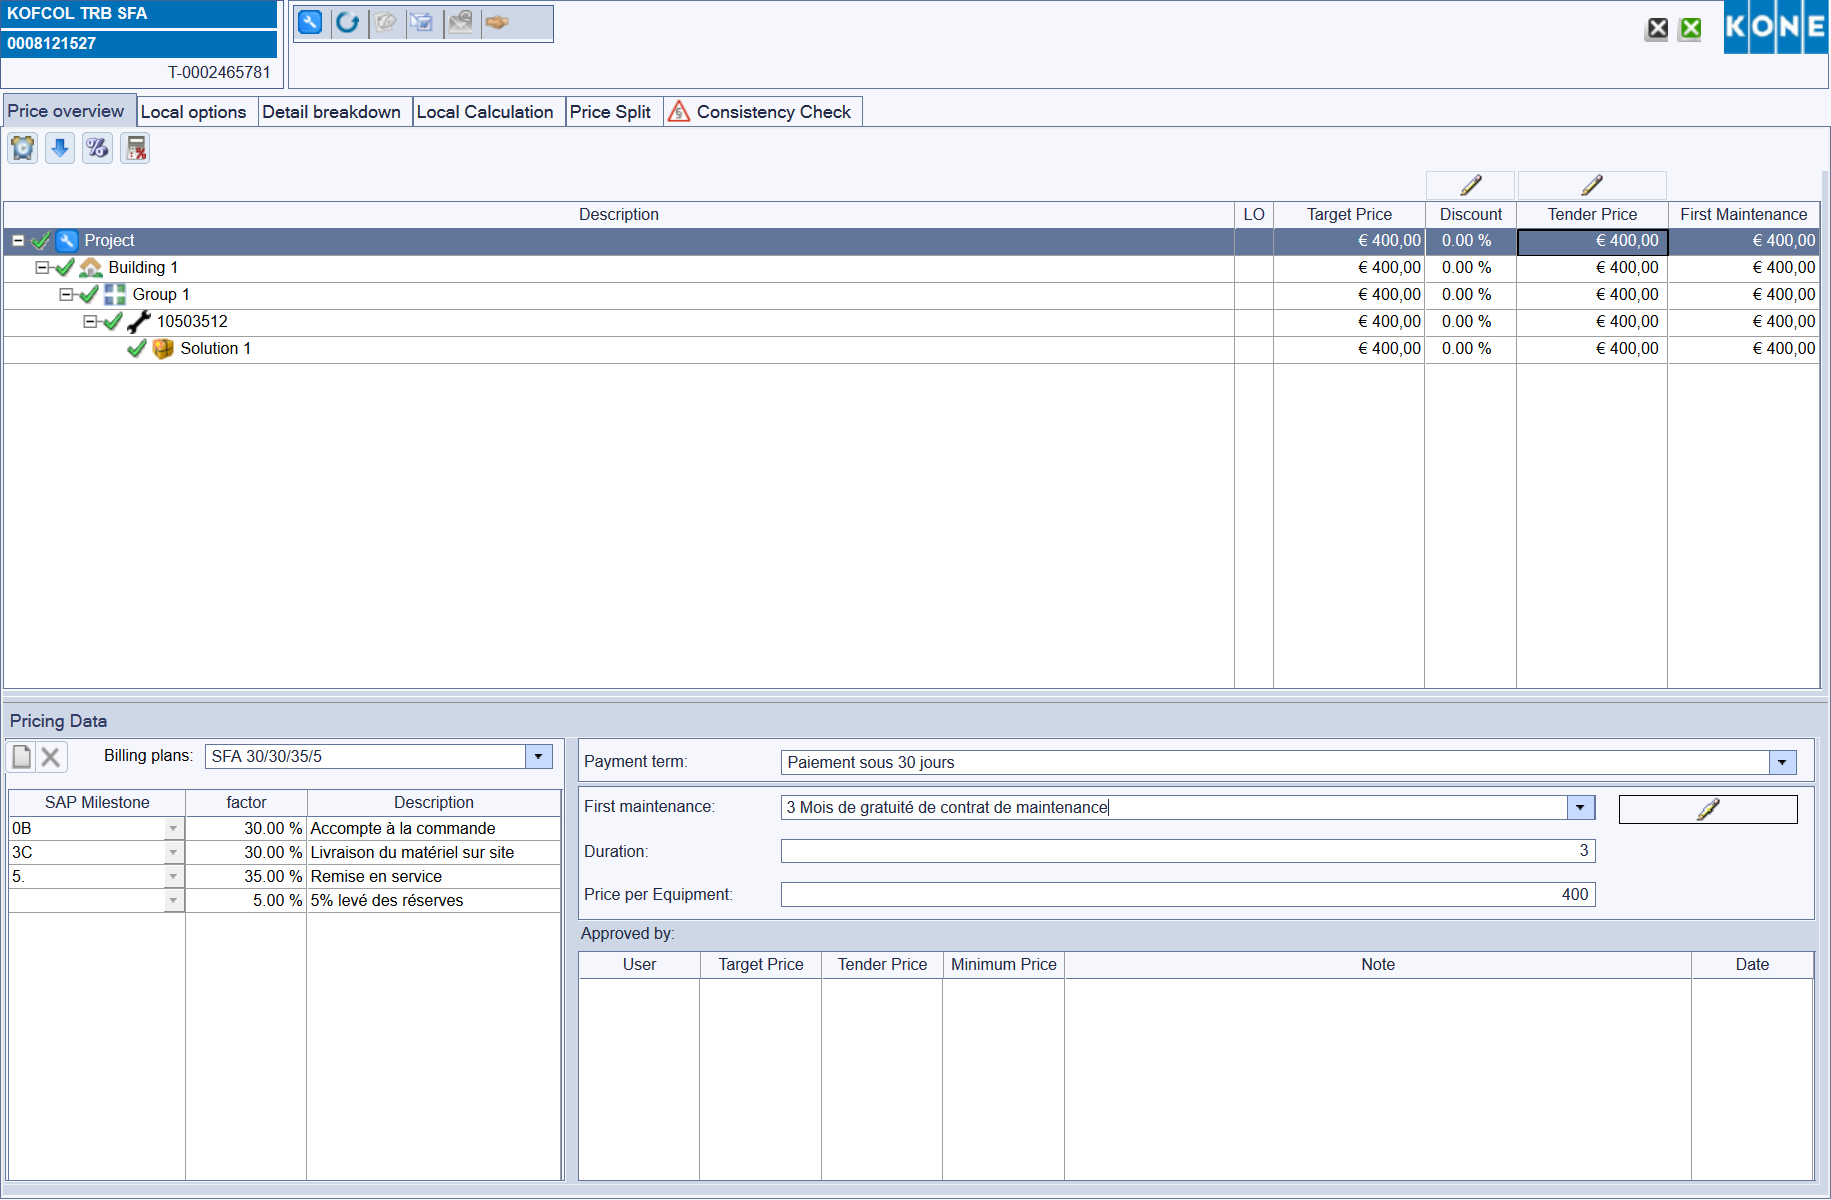 KOFCOL TRB SFA
0008121527
T-0002465781
KONE
Price overview Local options Detail breakdown Local Calculation Price Split Consistency Check
Description LO Target Price Discount Tender Price First Maintenance
Project € 400,00 0.00 % € 400,00 € 400,00
Building 1 € 400,00 0.00 % € 400,00 € 400,00
Group 1 € 400,00 0.00 % € 400,00 € 400,00
10503512 € 400,00 0.00 % € 400,00 € 400,00
Solution 1 € 400,00 0.00 % € 400,00 € 400,00
Pricing Data
Billing plans: SFA 30/30/35/5
SAP Milestone factor Description
0B 30.00 % Accompte à la commande
3C 30.00 % Livraison du matériel sur site
5. 35.00 % Remise en service
5.00 % 5% levé des réserves
Payment term: Paiement sous 30 jours
First maintenance: 3 Mois de gratuité de contrat de maintenance
Duration: 3
Price per Equipment: 400
Approved by:
User Target Price Tender Price Minimum Price Note Date